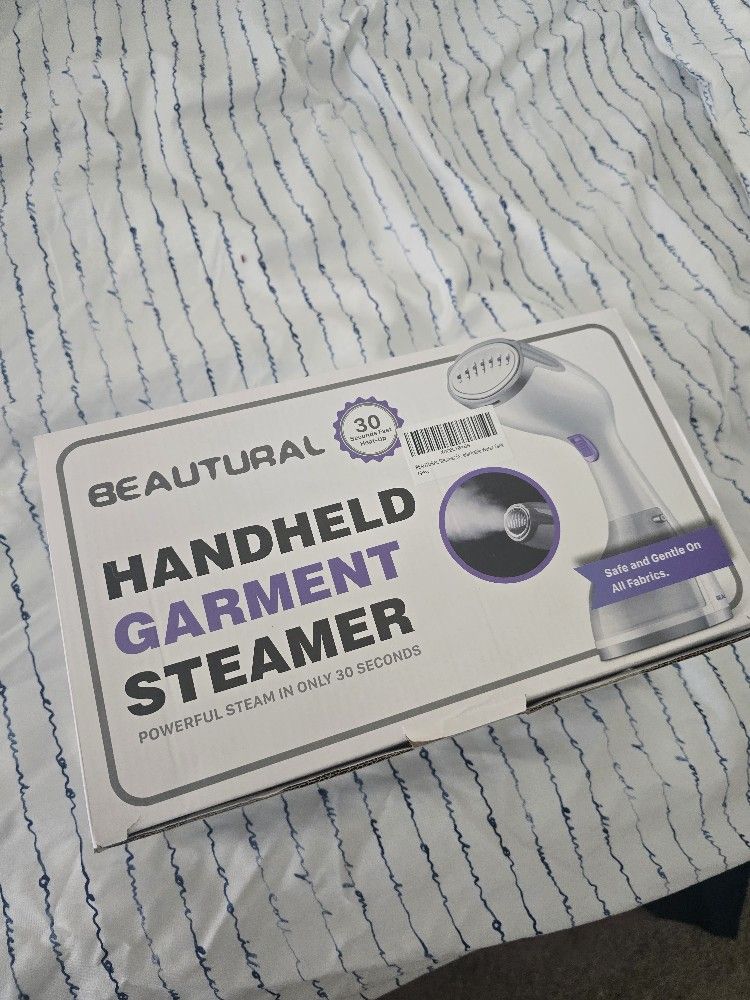 BEAUTURAL
30
Seconds Fast
Heat-Up
HANDHELD
GARMENT
STEAMER
POWERFUL STEAM IN ONLY 30 SECONDS
Safe and Gentle On
All Fabrics.